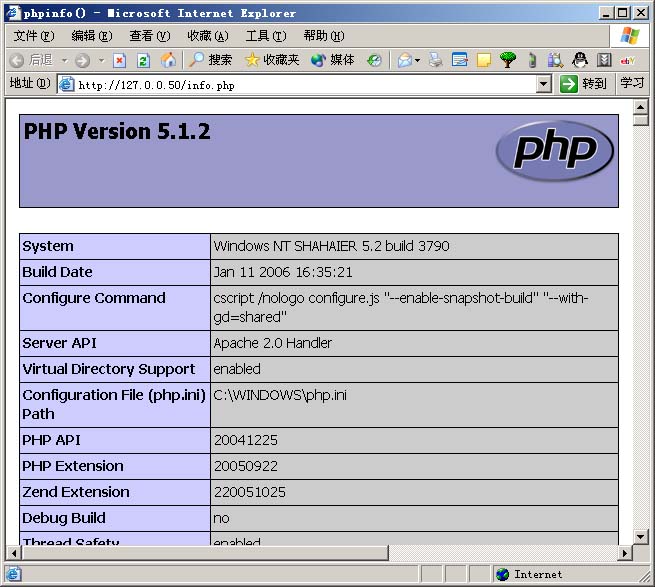 phpinfo() - Microsoft Internet Explorer
文件(F) 编辑(E) 查看(V) 收藏(A) 工具(T) 帮助(H)
后退 搜索 收藏夹 媒体
地址(D) http://127.0.0.50/info.php 转到 学习
PHP Version 5.1.2
php
System Windows NT SHAHAIER 5.2 build 3790
Build Date Jan 11 2006 16:35:21
Configure Command cscript /nologo configure.js "--enable-snapshot-build" "--with-
gd=shared"
Server API Apache 2.0 Handler
Virtual Directory Support enabled
Configuration File (php.ini) C:\WINDOWS\php.ini
Path
PHP API 20041225
PHP Extension 20050922
Zend Extension 220051025
Debug Build no
Thread Safety enabled
Internet